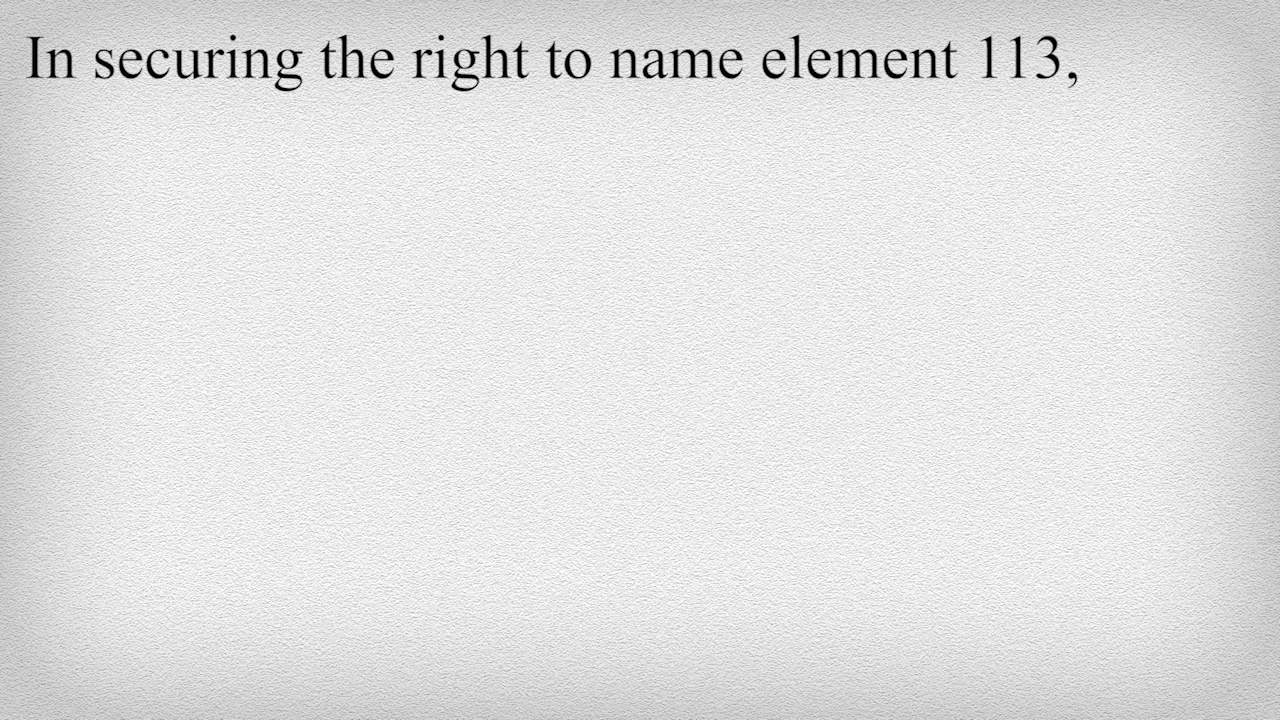 In securing the right to name element 113,